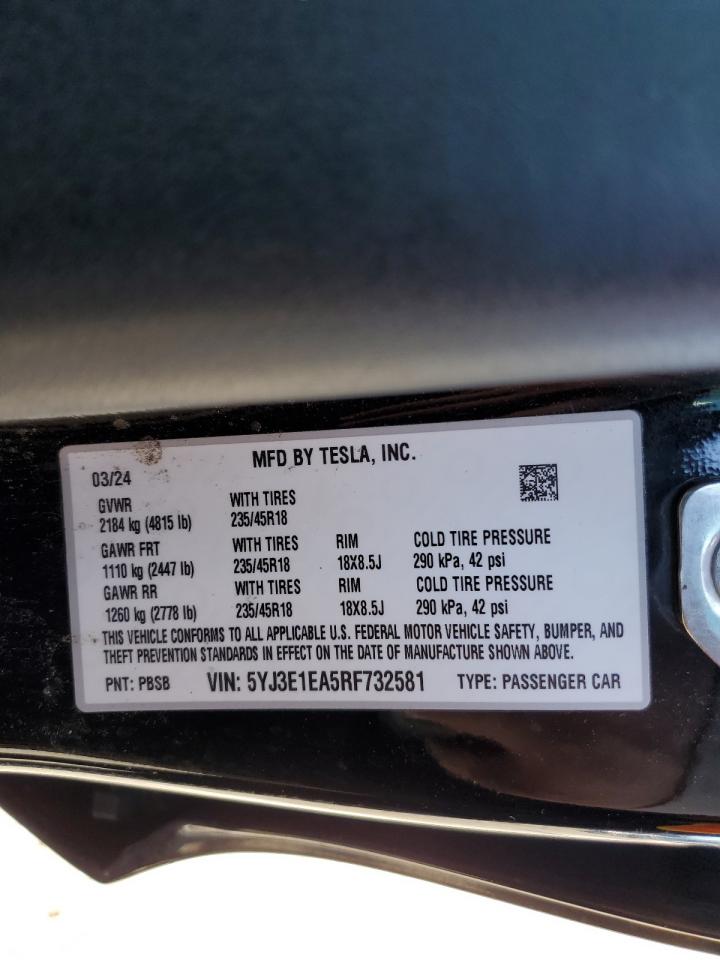 MFD BY TESLA, INC.
03/24
GVWR WITH TIRES
2184 kg (4815 lb) 235/45R18
GAWR FRT WITH TIRES RIM COLD TIRE PRESSURE
1110 kg (2447 lb) 235/45R18 18X8.5J 290 kPa, 42 psi
GAWR RR WITH TIRES RIM COLD TIRE PRESSURE
1260 kg (2778 lb) 235/45R18 18X8.5J 290 kPa, 42 psi
THIS VEHICLE CONFORMS TO ALL APPLICABLE U.S. FEDERAL MOTOR VEHICLE SAFETY, BUMPER, AND
THEFT PREVENTION STANDARDS IN EFFECT ON THE DATE OF MANUFACTURE SHOWN ABOVE.
PNT: PBSB VIN: 5YJ3E1EA5RF732581 TYPE: PASSENGER CAR